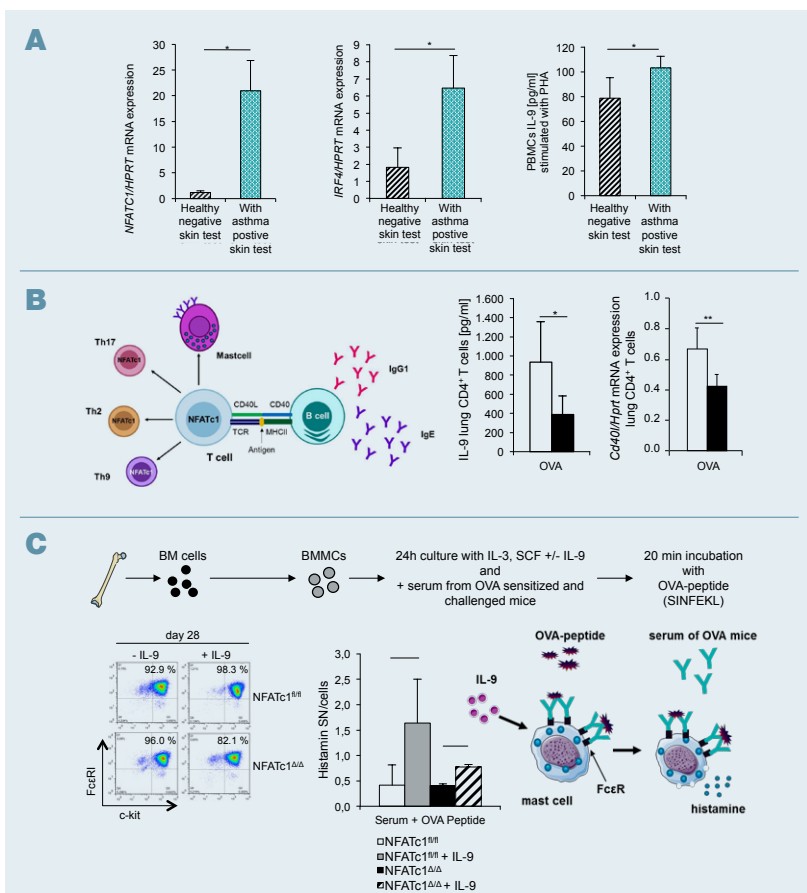 A
NFATC1/HPRT mRNA expression
30
25
20
15
10
5
0
*
Healthy
negative
skin test
With
asthma
postive
skin test
IRF4/HPRT mRNA expression
9
8
7
6
5
4
3
2
1
0
*
Healthy
negative
skin test
With
asthma
postive
skin test
PBMCs IL-9 [pg/ml]
stimulated with PHA
120
100
80
60
40
20
0
*
Healthy
negative
skin test
With
asthma
postive
skin test
B
Mastcell
Th17
NFATc1
Th2
NFATc1
Th9
NFATc1
NFATc1
T cell
CD40L
CD40
TCR
MHCII
Antigen
B cell
IgG1
IgE
IL-9 lung CD4+ T cells [pg/ml]
1.600
1.400
1.200
1.000
800
600
400
200
0
*
OVA
Cd40l/Hprt mRNA expression
lung CD4+ T cells
1.0
0.8
0.6
0.4
0.2
0.0
**
OVA
C
BM cells
BMMCs
24h culture with IL-3, SCF +/- IL-9
and
+ serum from OVA sensitized and
challenged mice
20 min incubation
with
OVA-peptide
(SINFEKL)
day 28
- IL-9
+ IL-9
92.9 %
98.3 %
NFATc1fl/fl
96.0 %
82.1 %
NFATc1Δ/Δ
FcεRI
c-kit
Histamin SN/cells
3,0
2,5
2,0
1,5
1,0
0,5
0,0
Serum + OVA Peptide
NFATc1fl/fl
NFATc1fl/fl + IL-9
NFATc1Δ/Δ
NFATc1Δ/Δ + IL-9
IL-9
OVA-peptide
mast cell
FcεR
serum of OVA mice
histamine